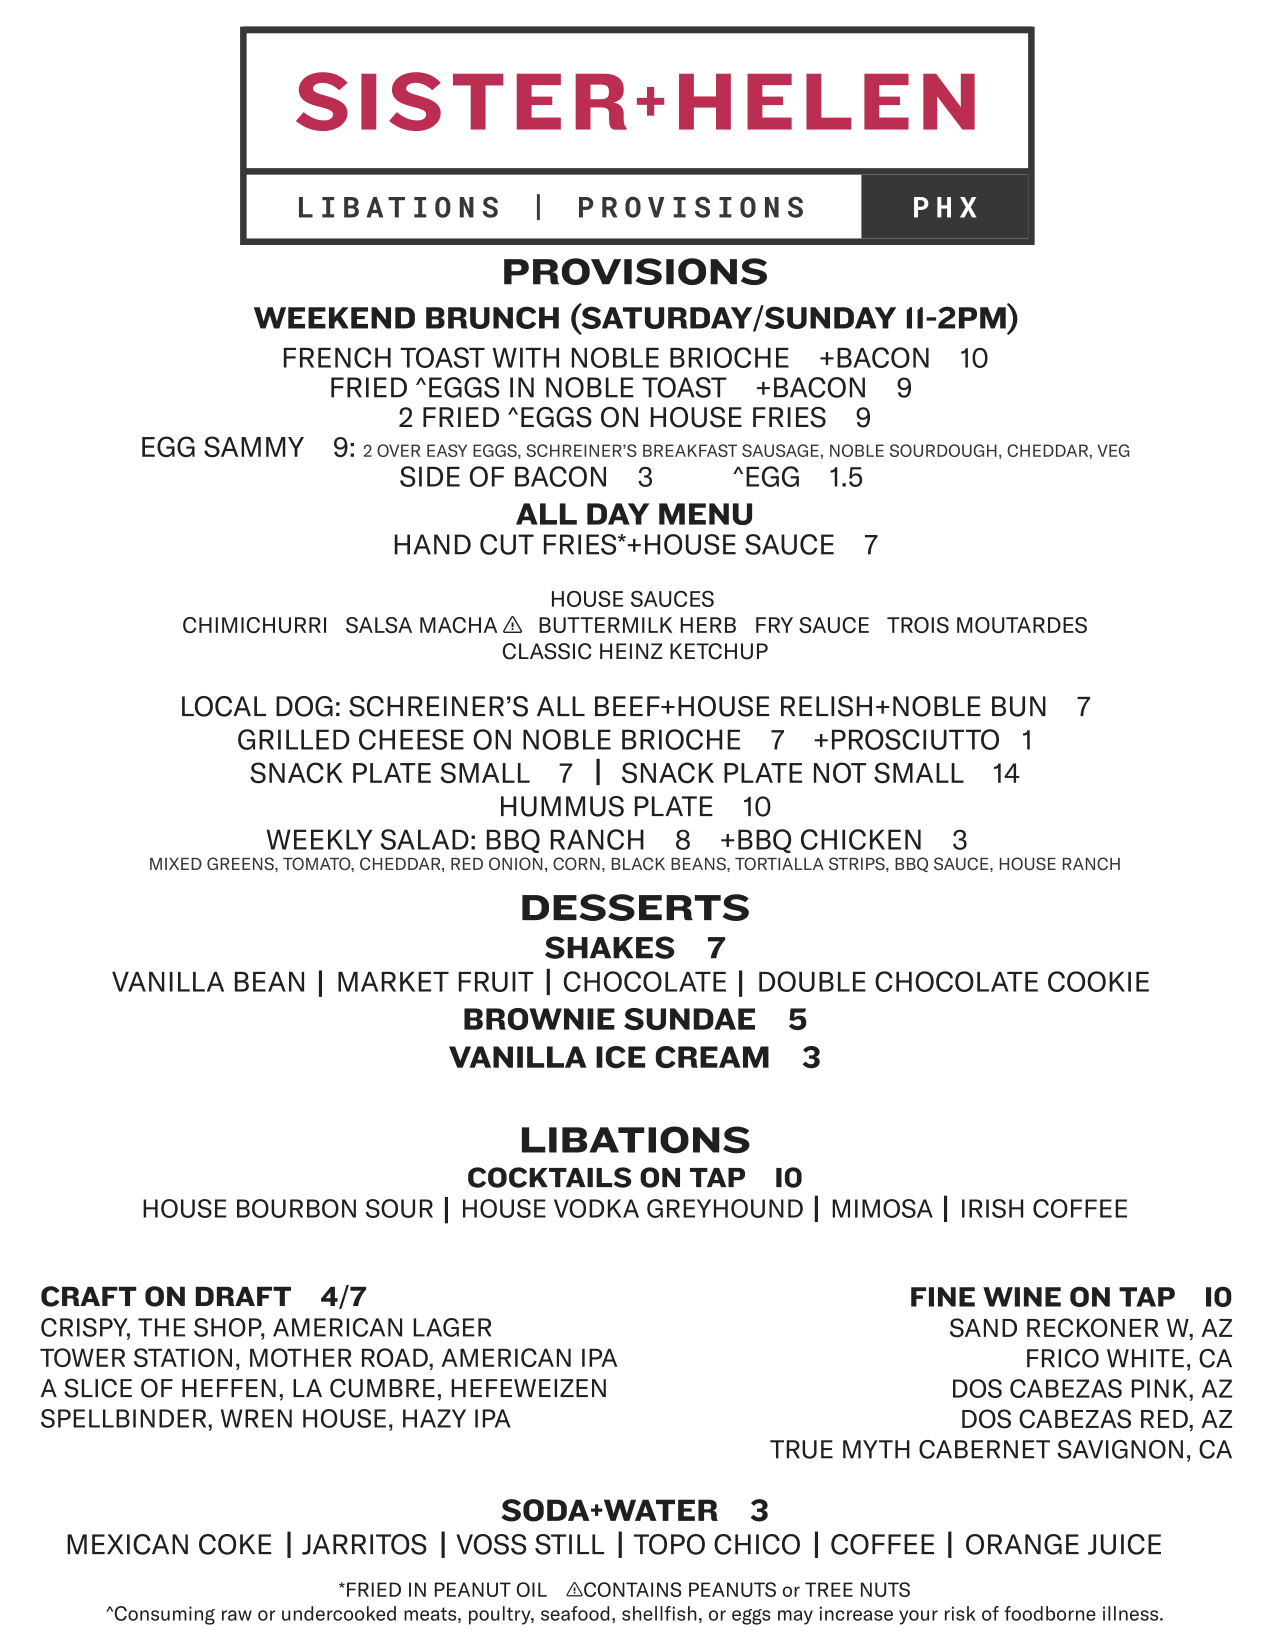 SISTER+HELEN
LIBATIONS | PROVISIONS PHX
PROVISIONS
WEEKEND BRUNCH (SATURDAY/SUNDAY 11-2PM)
FRENCH TOAST WITH NOBLE BRIOCHE +BACON 10
FRIED ^EGGS IN NOBLE TOAST +BACON 9
2 FRIED ^EGGS ON HOUSE FRIES 9
EGG SAMMY 9: 2 OVER EASY EGGS, SCHREINER'S BREAKFAST SAUSAGE, NOBLE SOURDOUGH, CHEDDAR, VEG
SIDE OF BACON 3 ^EGG 1.5
ALL DAY MENU
HAND CUT FRIES*+HOUSE SAUCE 7
HOUSE SAUCES
CHIMICHURRI SALSA MACHA ⚠ BUTTERMILK HERB FRY SAUCE TROIS MOUTARDES
CLASSIC HEINZ KETCHUP
LOCAL DOG: SCHREINER'S ALL BEEF+HOUSE RELISH+NOBLE BUN 7
GRILLED CHEESE ON NOBLE BRIOCHE 7 +PROSCIUTTO 1
SNACK PLATE SMALL 7 | SNACK PLATE NOT SMALL 14
HUMMUS PLATE 10
WEEKLY SALAD: BBQ RANCH 8 +BBQ CHICKEN 3
MIXED GREENS, TOMATO, CHEDDAR, RED ONION, CORN, BLACK BEANS, TORTIALLA STRIPS, BBQ SAUCE, HOUSE RANCH
DESSERTS
SHAKES 7
VANILLA BEAN | MARKET FRUIT | CHOCOLATE | DOUBLE CHOCOLATE COOKIE
BROWNIE SUNDAE 5
VANILLA ICE CREAM 3
LIBATIONS
COCKTAILS ON TAP 10
HOUSE BOURBON SOUR | HOUSE VODKA GREYHOUND | MIMOSA | IRISH COFFEE
CRAFT ON DRAFT 4/7
CRISPY, THE SHOP, AMERICAN LAGER
TOWER STATION, MOTHER ROAD, AMERICAN IPA
A SLICE OF HEFFEN, LA CUMBRE, HEFEWEIZEN
SPELLBINDER, WREN HOUSE, HAZY IPA
FINE WINE ON TAP 10
SAND RECKONER W, AZ
FRICO WHITE, CA
DOS CABEZAS PINK, AZ
DOS CABEZAS RED, AZ
TRUE MYTH CABERNET SAVIGNON, CA
SODA+WATER 3
MEXICAN COKE | JARRITOS | VOSS STILL | TOPO CHICO | COFFEE | ORANGE JUICE
*FRIED IN PEANUT OIL ⚠CONTAINS PEANUTS or TREE NUTS
^Consuming raw or undercooked meats, poultry, seafood, shellfish, or eggs may increase your risk of foodborne illness.